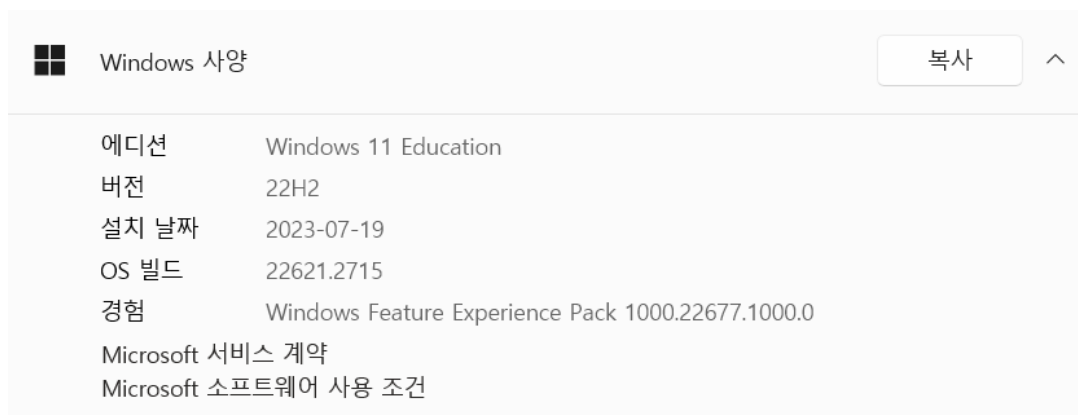 Windows 사양 복사
에디션 Windows 11 Education
버전 22H2
설치 날짜 2023-07-19
OS 빌드 22621.2715
경험 Windows Feature Experience Pack 1000.22677.1000.0
Microsoft 서비스 계약
Microsoft 소프트웨어 사용 조건